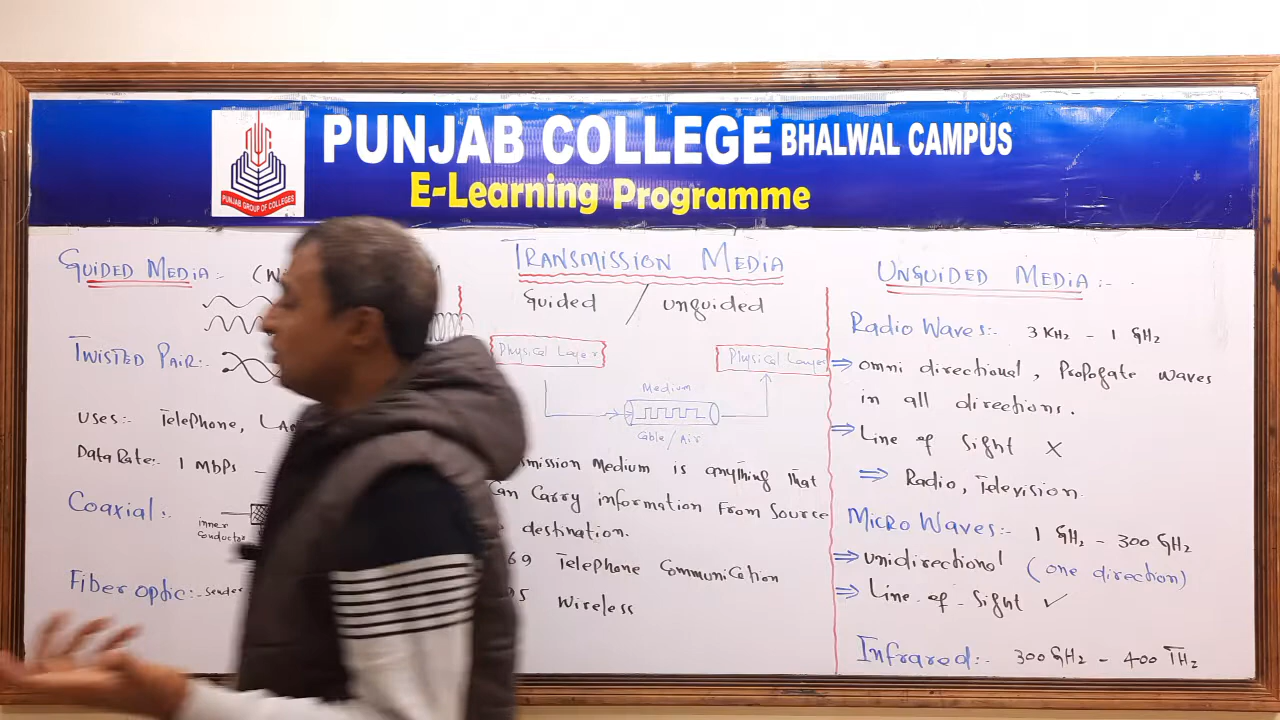 PUNJAB COLLEGE BHALWAL CAMPUS
E-Learning Programme
PUNJAB GROUP OF COLLEGES
GUIDED MEDIA:-
TWISTED PAIR:-
Uses:- Telephone,
Data Rate:- 1 Mbps -
Coaxial:-
inner
conductor
Fiber optic:- Sender
TRANSMISSION MEDIA
Guided / unguided
Physical Layer
Physical Layer
Medium
Cable/Air
Medium is anything that
Can Carry information From Source
destination.
Telephone Communication
Wireless
UNGUIDED MEDIA:-
Radio Waves:- 3 KHz - 1 GHz
⇒ omni directional, Propogate waves
in all directions.
⇒ Line of Sight X
⇒ Radio, Television.
Micro Waves:- 1 GHz - 300 GHz
⇒ unidirectional (one direction)
⇒ Line-of-Sight ✓
Infrared:- 300 GHz - 400 THz